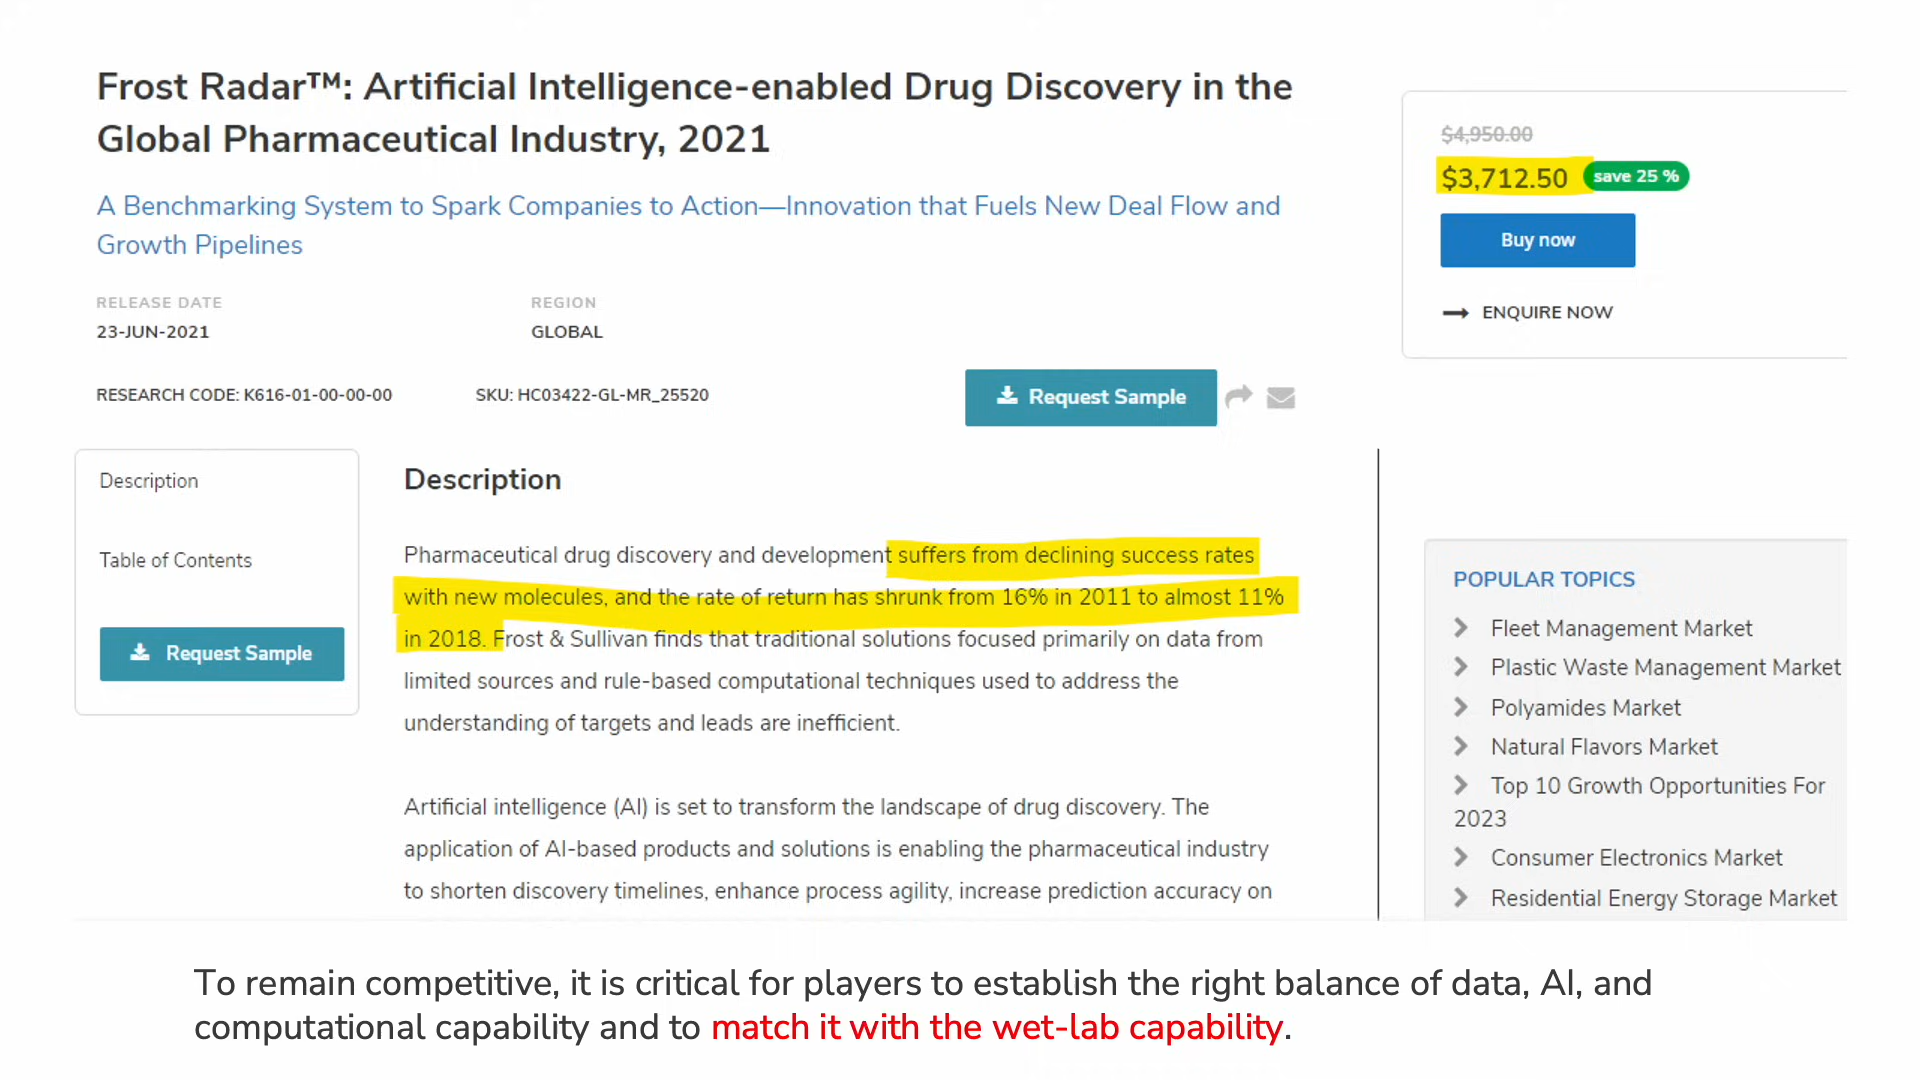 Frost Radar™: Artificial Intelligence-enabled Drug Discovery in the
Global Pharmaceutical Industry, 2021
A Benchmarking System to Spark Companies to Action—Innovation that Fuels New Deal Flow and
Growth Pipelines
RELEASE DATE
23-JUN-2021
REGION
GLOBAL
RESEARCH CODE: K616-01-00-00-00
SKU: HC03422-GL-MR_25520
Request Sample
$4,950.00
$3,712.50
save 25 %
Buy now
ENQUIRE NOW
Description
Table of Contents
Request Sample
Description
Pharmaceutical drug discovery and development suffers from declining success rates
with new molecules, and the rate of return has shrunk from 16% in 2011 to almost 11%
in 2018. Frost & Sullivan finds that traditional solutions focused primarily on data from
limited sources and rule-based computational techniques used to address the
understanding of targets and leads are inefficient.
Artificial intelligence (AI) is set to transform the landscape of drug discovery. The
application of AI-based products and solutions is enabling the pharmaceutical industry
to shorten discovery timelines, enhance process agility, increase prediction accuracy on
POPULAR TOPICS
Fleet Management Market
Plastic Waste Management Market
Polyamides Market
Natural Flavors Market
Top 10 Growth Opportunities For
2023
Consumer Electronics Market
Residential Energy Storage Market
To remain competitive, it is critical for players to establish the right balance of data, AI, and
computational capability and to match it with the wet-lab capability.